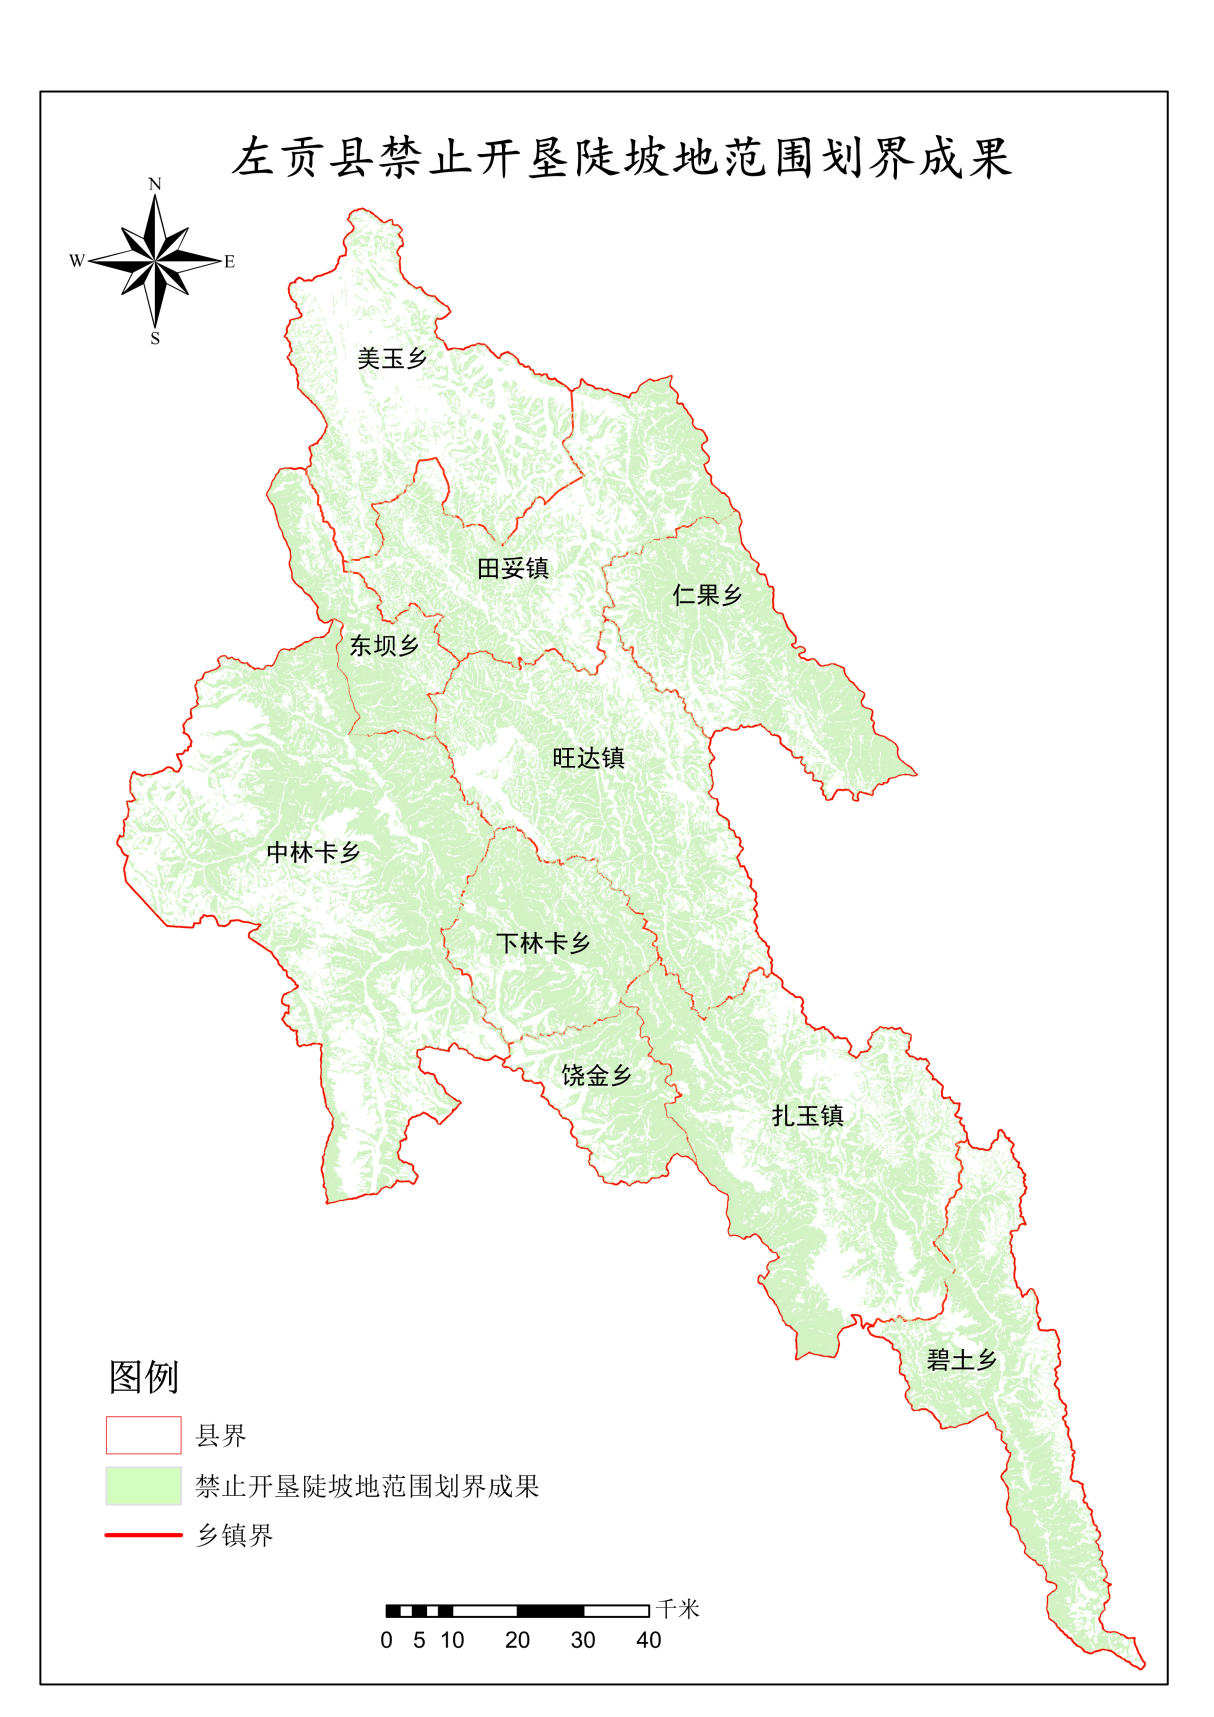 左贡县禁止开垦陡坡地范围划界成果
N
W
E
S
美玉乡
田妥镇
仁果乡
东坝乡
旺达镇
中林卡乡
下林卡乡
饶金乡
扎玉镇
碧土乡
图例
县界
禁止开垦陡坡地范围划界成果
乡镇界
千米
0 5 10 20 30 40